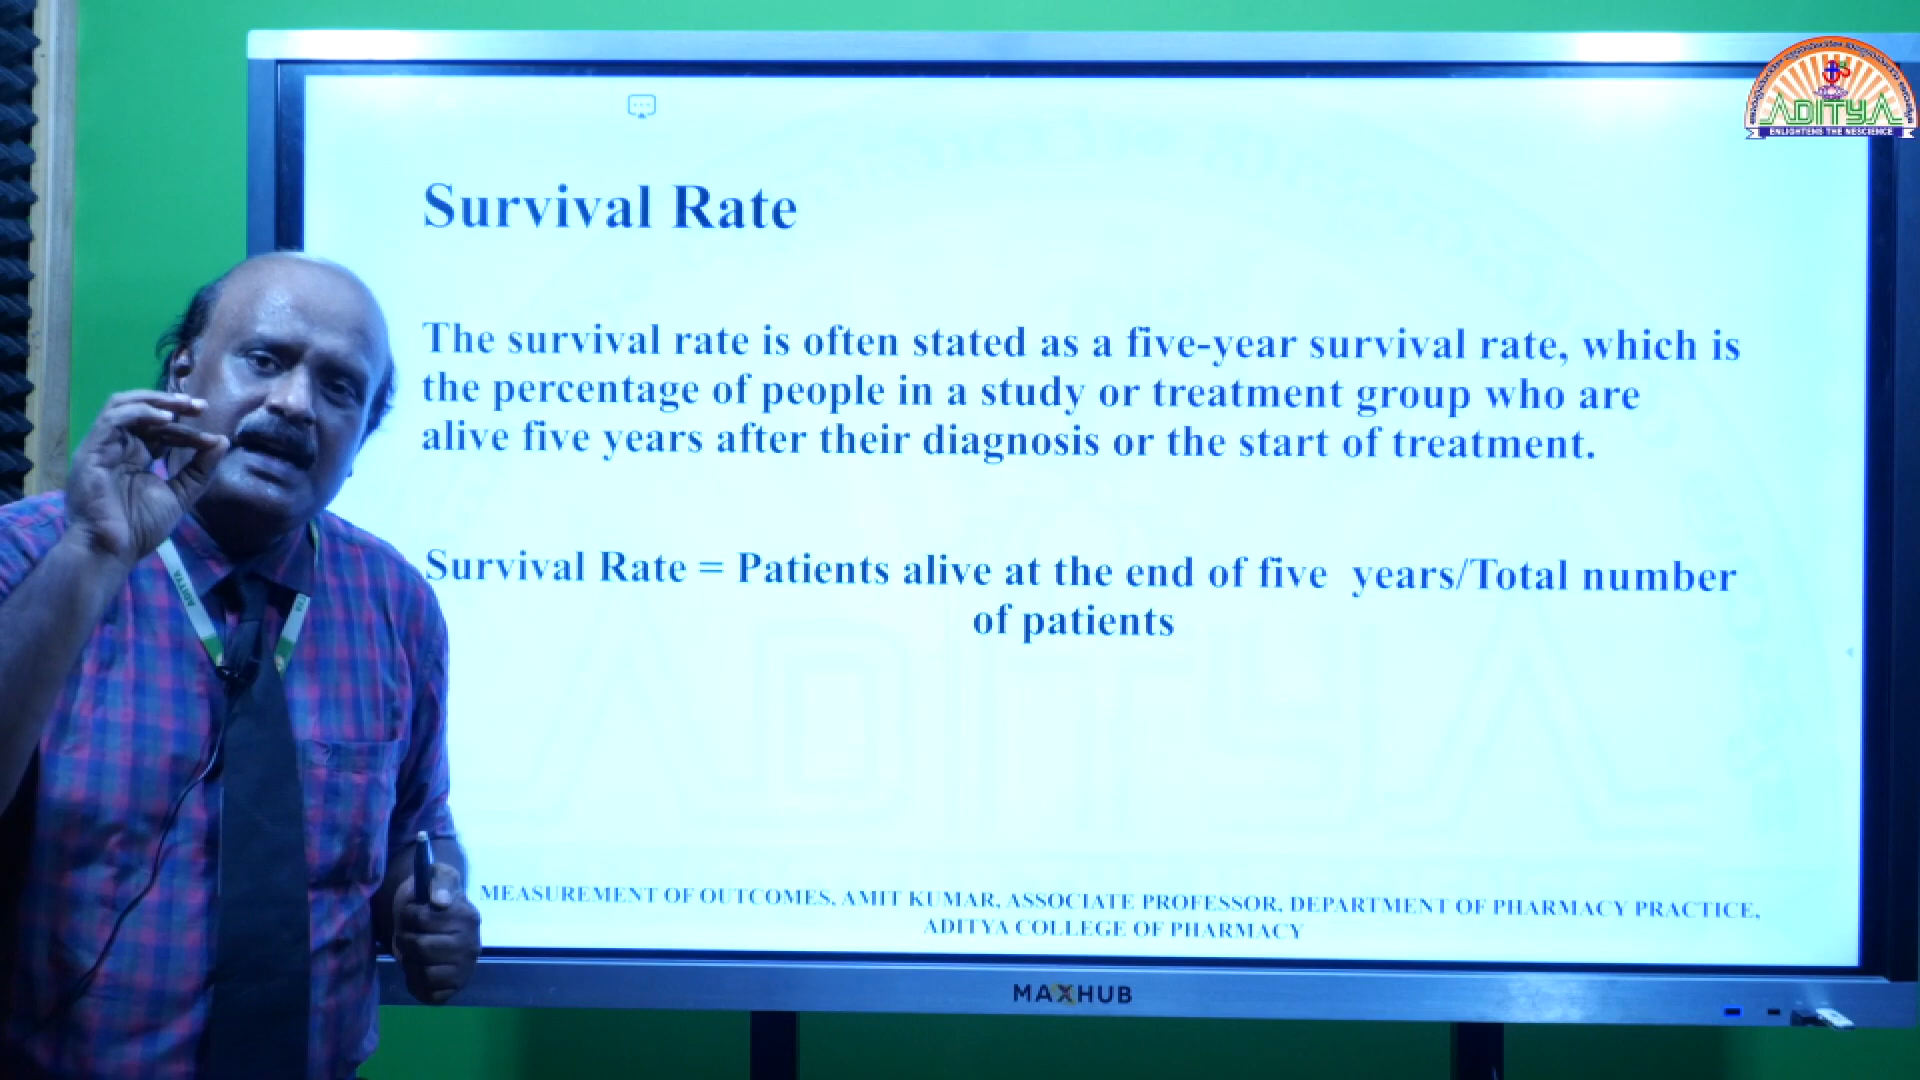 ADITYA
ENLIGHTENS THE NESCIENCE
Survival Rate
The survival rate is often stated as a five-year survival rate, which is
the percentage of people in a study or treatment group who are
alive five years after their diagnosis or the start of treatment.
Survival Rate = Patients alive at the end of five years/Total number
of patients
MEASUREMENT OF OUTCOMES, AMIT KUMAR, ASSOCIATE PROFESSOR, DEPARTMENT OF PHARMACY PRACTICE,
ADITYA COLLEGE OF PHARMACY
MAXHUB
ADITYA